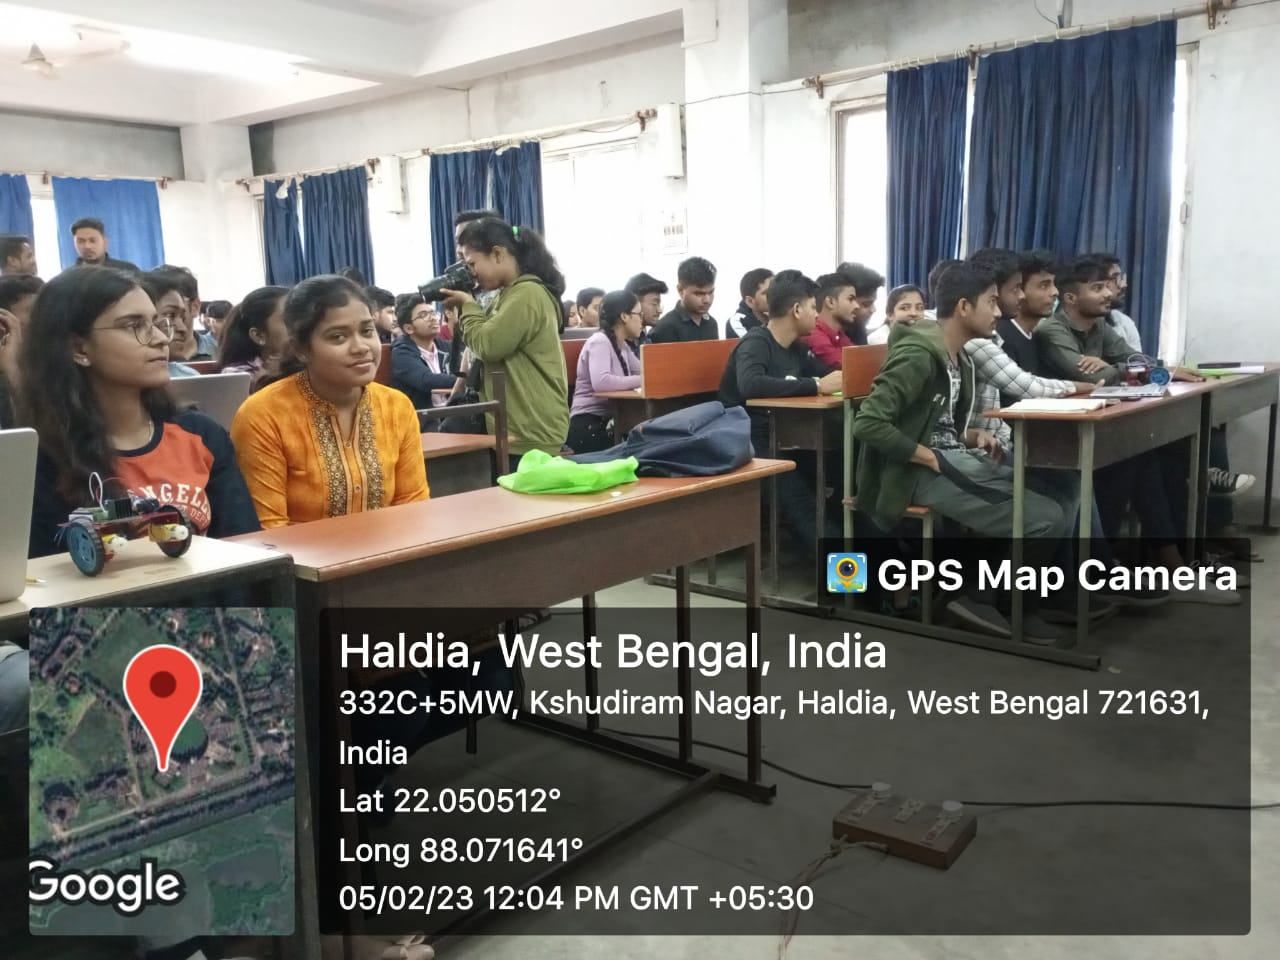 ANGELES
GPS Map Camera
Haldia, West Bengal, India
332C+5MW, Kshudiram Nagar, Haldia, West Bengal 721631,
India
Lat 22.050512°
Long 88.071641°
05/02/23 12:04 PM GMT +05:30
Google